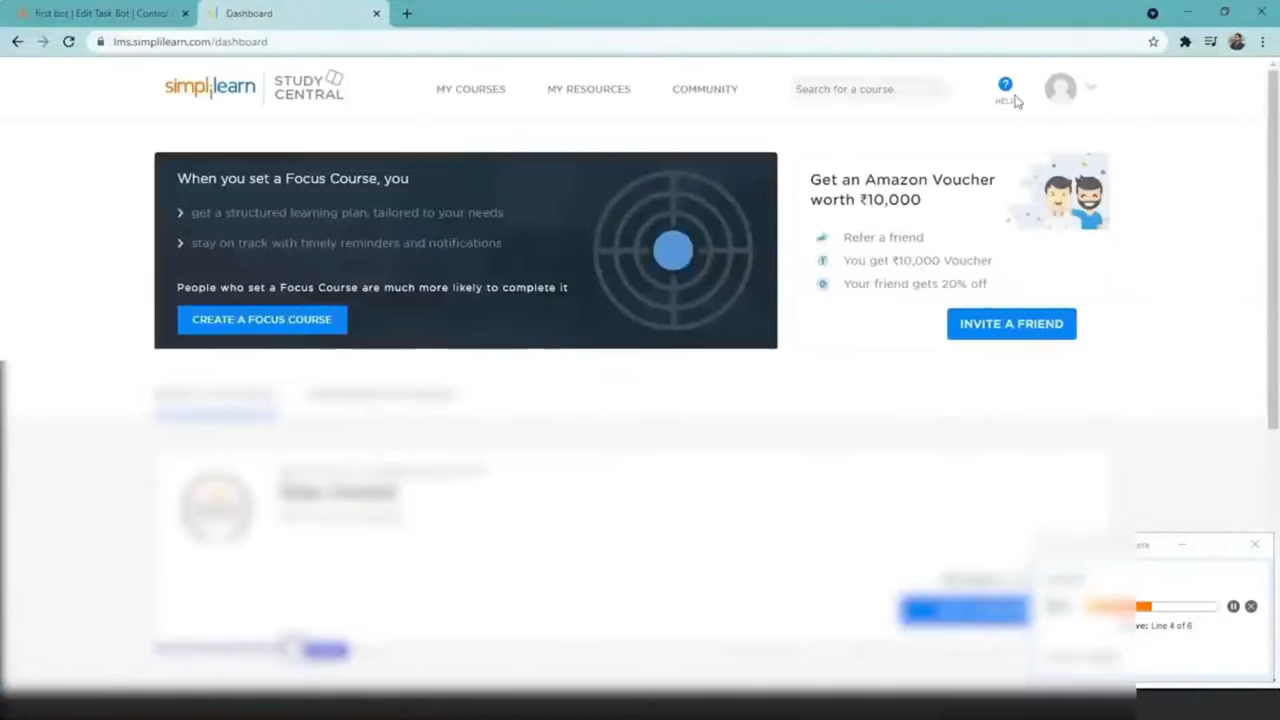 first bot | Edit Task Bot | Control
Dashboard
lms.simplilearn.com/dashboard
simplilearn
STUDY
CENTRAL
MY COURSES
MY RESOURCES
COMMUNITY
Search for a course.
?
HELP
When you set a Focus Course, you
get a structured learning plan, tailored to your needs
stay on track with timely reminders and notifications
People who set a Focus Course are much more likely to complete it
CREATE A FOCUS COURSE
Get an Amazon Voucher
worth ₹10,000
Refer a friend
You get ₹10,000 Voucher
Your friend gets 20% off
INVITE A FRIEND
Line 4 of 6